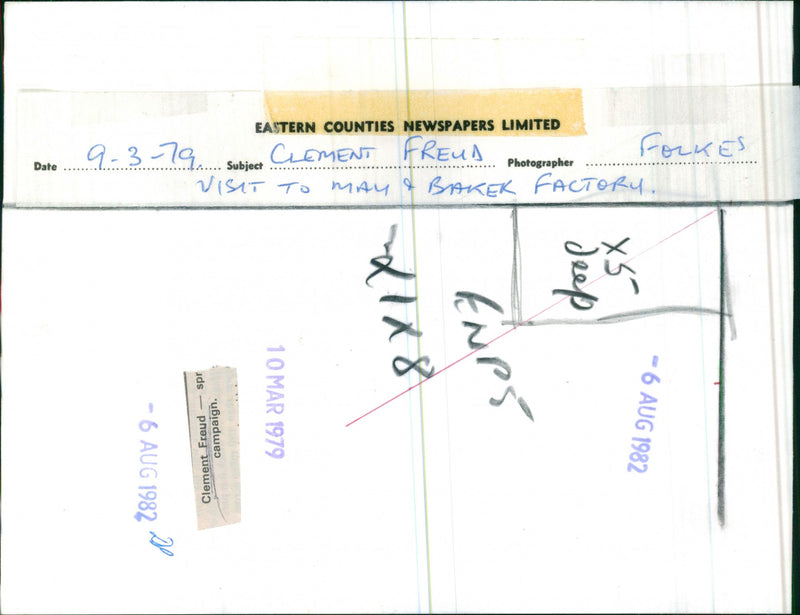 EASTERN COUNTIES NEWSPAPERS LIMITED
Date 9-3-79. Subject CLEMENT FREUD Photographer FOLKES
VISIT TO MAY & BAKER FACTORY.
X5
deep
21X8
- 6 AUG 1982
10 MAR 1979
Clement Freud — spr
campaign.
- 6 AUG 1982